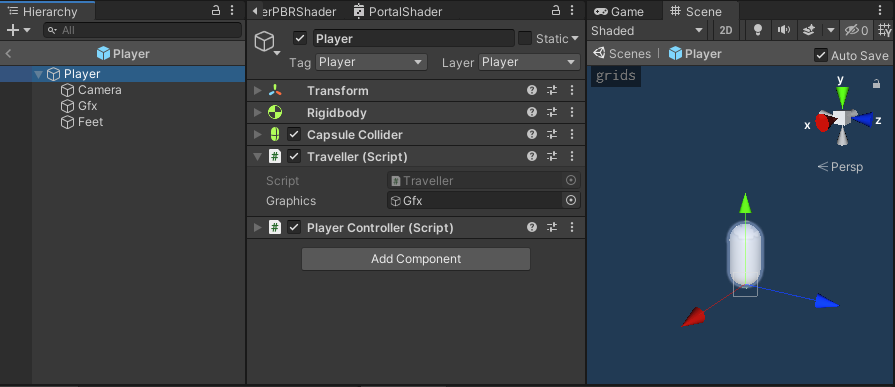 Hierarchy
All
Player
Player
Camera
Gfx
Feet
erPBRShader
PortalShader
Player
Static
Tag
Player
Layer
Player
Transform
Rigidbody
Capsule Collider
Traveller (Script)
Script
Traveller
Graphics
Gfx
Player Controller (Script)
Add Component
Game
Scene
Shaded
2D
0
Scenes
Player
Auto Save
grids
y
x
z
Persp